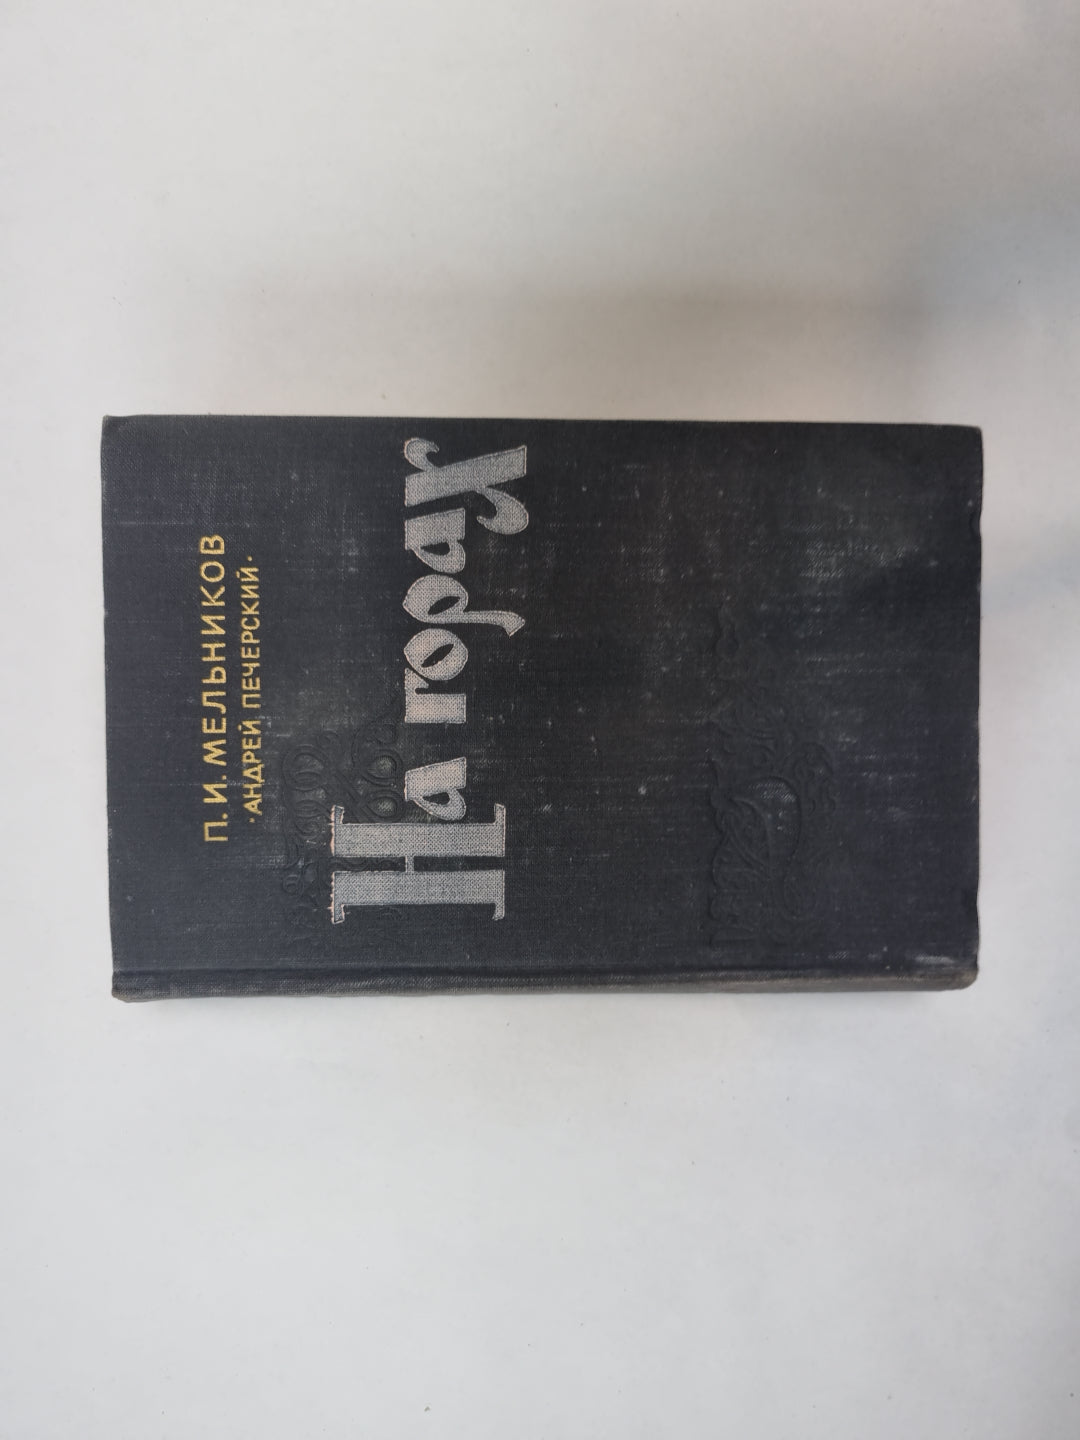 П. И. МЕЛЬНИКОВ
·АНДРЕЙ ПЕЧЕРСКИЙ·
На горах